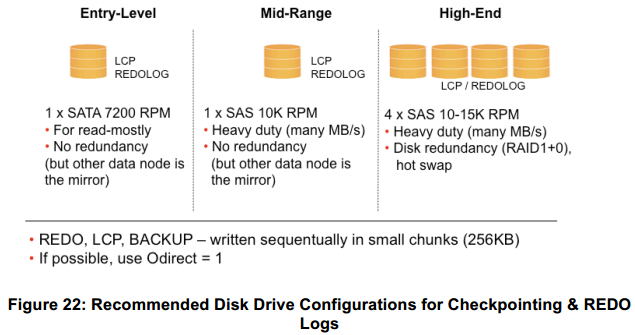 Entry-Level
LCP
REDOLOG
1 x SATA 7200 RPM
• For read-mostly
• No redundancy
(but other data node is
the mirror)
Mid-Range
LCP
REDOLOG
1 x SAS 10K RPM
• Heavy duty (many MB/s)
• No redundancy
(but other data node is
the mirror)
High-End
LCP / REDOLOG
4 x SAS 10-15K RPM
• Heavy duty (many MB/s)
• Disk redundancy (RAID1+0),
hot swap
• REDO, LCP, BACKUP – written sequentually in small chunks (256KB)
• If possible, use Odirect = 1
Figure 22: Recommended Disk Drive Configurations for Checkpointing & REDO
Logs